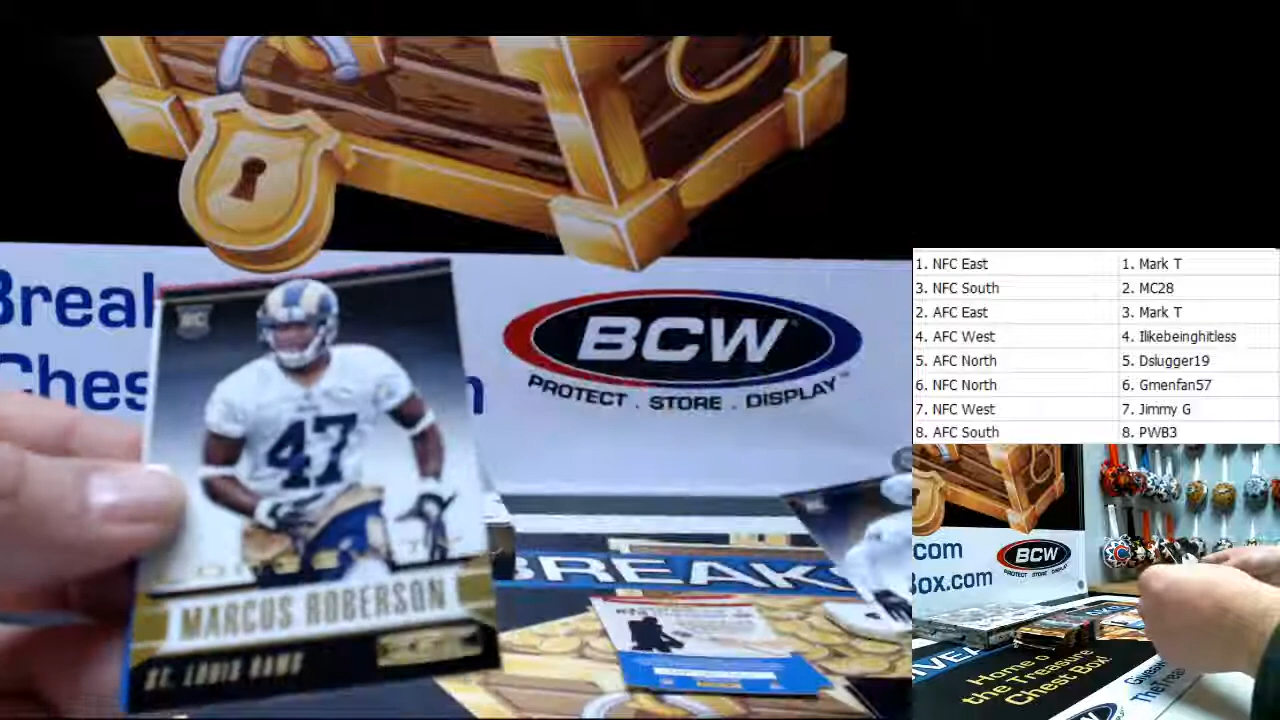 Break
Ches
BCW
PROTECT . STORE . DISPLAY
RC
47
MARCUS ROBERSON
ST. LOUIS RAMS
BREAKS
1. NFC East 1. Mark T
3. NFC South 2. MC28
2. AFC East 3. Mark T
4. AFC West 4. Ilikebeinghitless
5. AFC North 5. Dslugger19
6. NFC North 6. Gmenfan57
7. NFC West 7. Jimmy G
8. AFC South 8. PWB3
.com
Box.com
BCW
PROTECT . STORE . DISPLAY
Home o'
the Treasure
Chest Box!